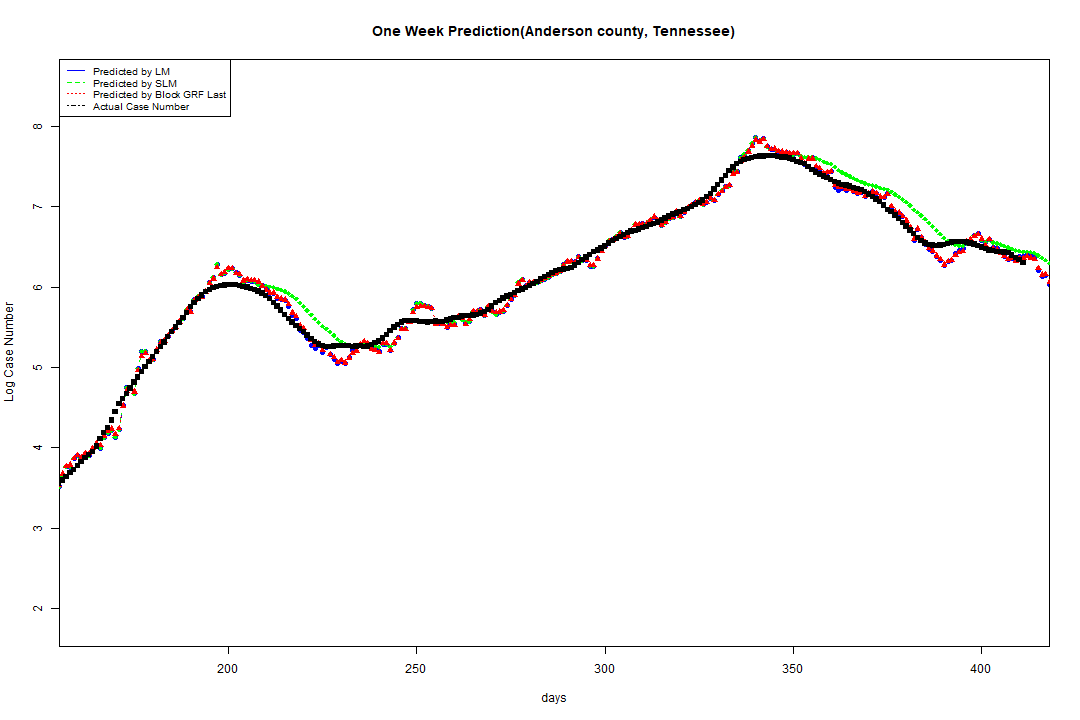 One Week Prediction(Anderson county, Tennessee)
Predicted by LM
Predicted by SLM
Predicted by Block GRF Last
Actual Case Number
Log Case Number
8
7
6
5
4
3
2
200 250 300 350 400
days